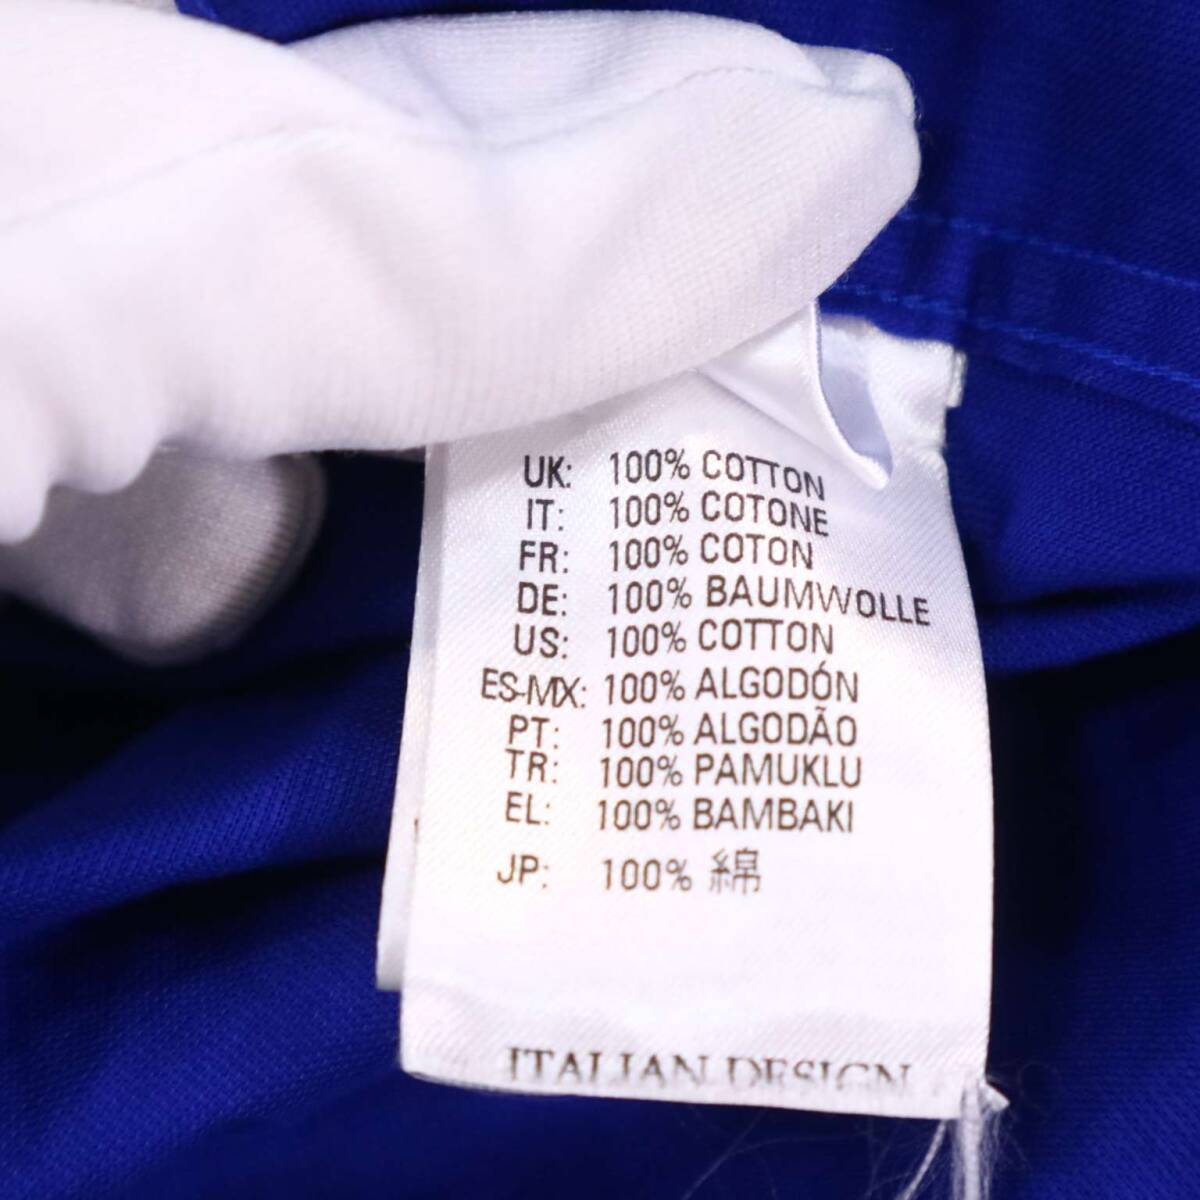 UK: 100% COTTON
IT: 100% COTONE
FR: 100% COTON
DE: 100% BAUMWOLLE
US: 100% COTTON
ES-MX: 100% ALGODÓN
PT: 100% ALGODÃO
TR: 100% PAMUKLU
EL: 100% BAMBAKI
JP: 100% 綿
ITALIAN DESIGN